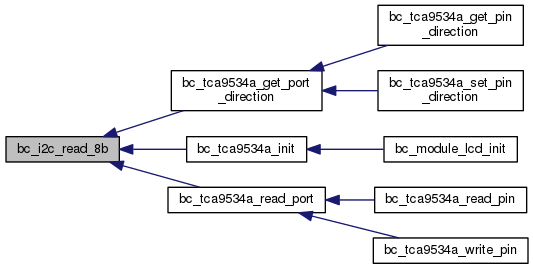 bc_tca9534a_get_pin
_direction
bc_tca9534a_get_port
_direction
bc_tca9534a_set_pin
_direction
bc_i2c_read_8b
bc_tca9534a_init
bc_module_lcd_init
bc_tca9534a_read_port
bc_tca9534a_read_pin
bc_tca9534a_write_pin